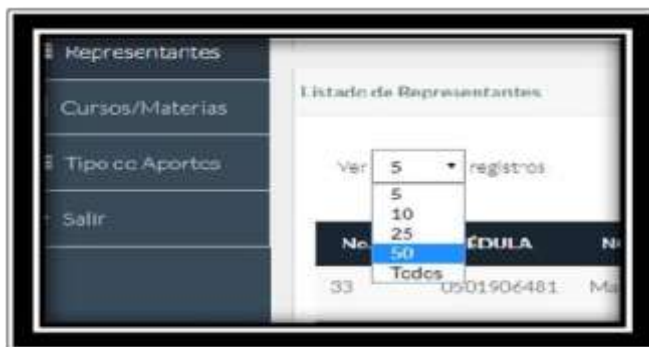 Representantes
Cursos/Materias
Tipo de Aportes
Salir
Listado de Representantes
Ver 5 registros
5
10
25
50
Todos
No. CÉDULA N
33 0501906481 Ma